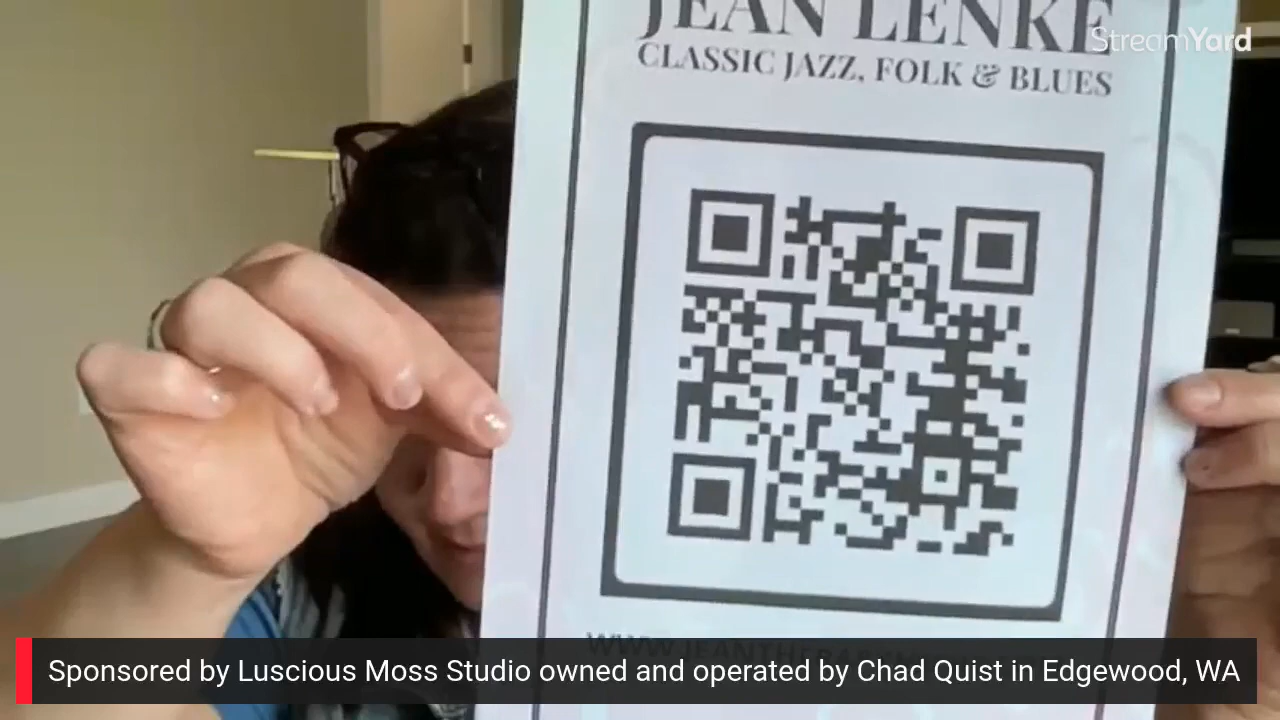 JEAN LENKE
StreamYard
CLASSIC JAZZ, FOLK & BLUES
Sponsored by Luscious Moss Studio owned and operated by Chad Quist in Edgewood, WA